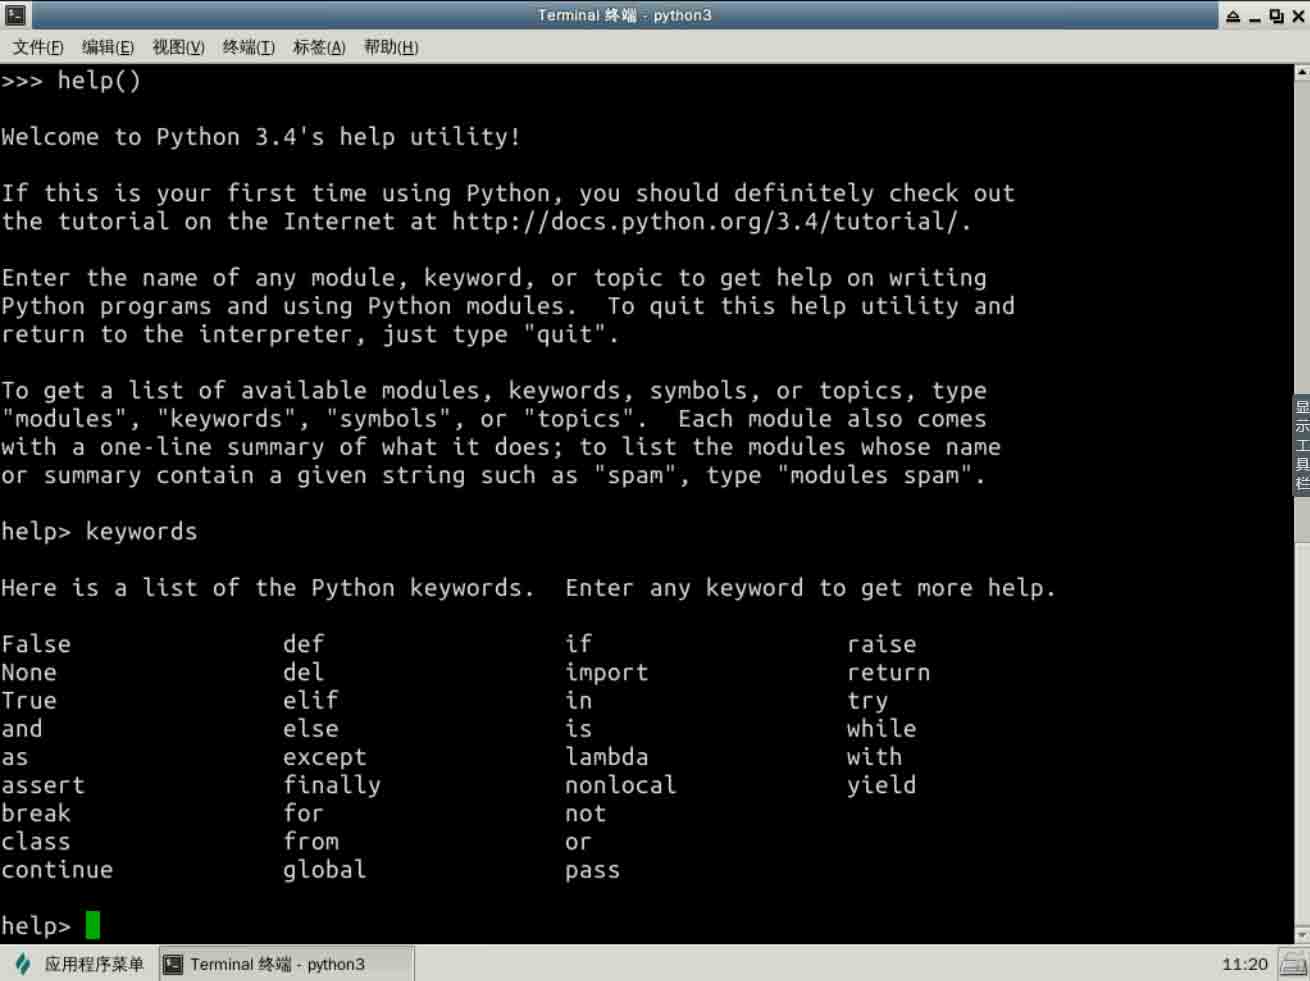 Terminal 终端 - python3
文件(F) 编辑(E) 视图(V) 终端(T) 标签(A) 帮助(H)
>>> help()
Welcome to Python 3.4's help utility!
If this is your first time using Python, you should definitely check out
the tutorial on the Internet at http://docs.python.org/3.4/tutorial/.
Enter the name of any module, keyword, or topic to get help on writing
Python programs and using Python modules.  To quit this help utility and
return to the interpreter, just type "quit".
To get a list of available modules, keywords, symbols, or topics, type
"modules", "keywords", "symbols", or "topics".  Each module also comes
with a one-line summary of what it does; to list the modules whose name
or summary contain a given string such as "spam", type "modules spam".
help> keywords
Here is a list of the Python keywords.  Enter any keyword to get more help.
False               def                 if                  raise
None                del                 import              return
True                elif                in                  try
and                 else                is                  while
as                  except              lambda              with
assert              finally             nonlocal            yield
break               for                 not
class               from                or
continue            global              pass
help>
显示工具栏
应用程序菜单 Terminal 终端 - python3 11:20